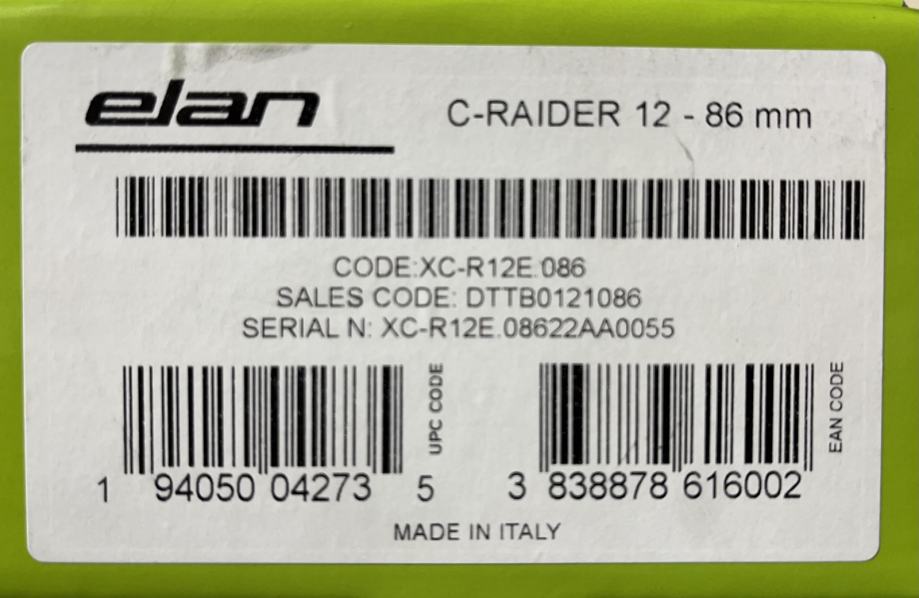 elan
C-RAIDER 12 - 86 mm
CODE:XC-R12E.086
SALES CODE: DTTB0121086
SERIAL N: XC-R12E.08622AA0055
UPC CODE
1 94050 04273 5
EAN CODE
3 838878 616002
MADE IN ITALY